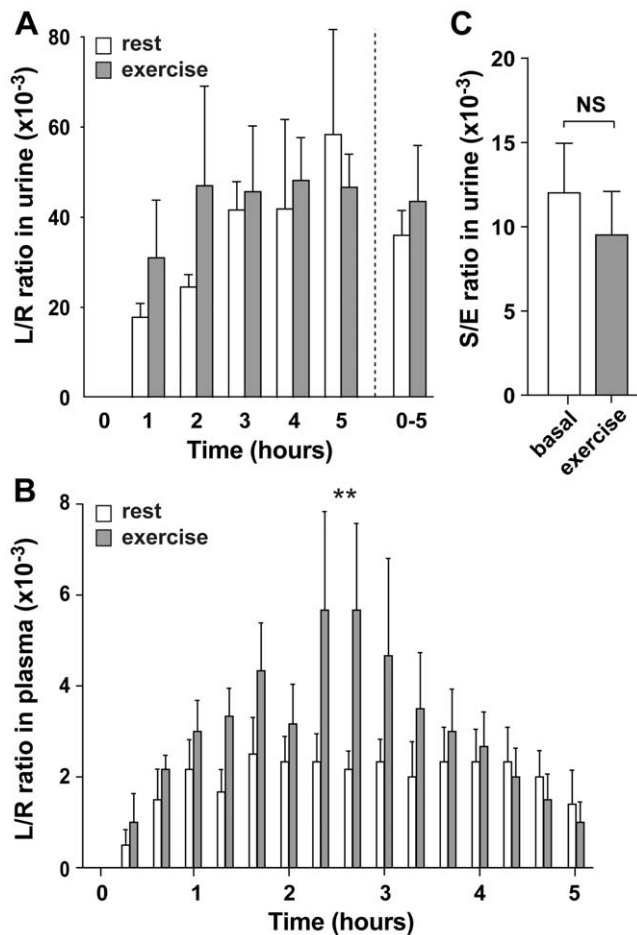 A
L/R ratio in urine (x10-3)
80
60
40
20
0
rest
exercise
0 1 2 3 4 5 0-5
Time (hours)
C
S/E ratio in urine (x10-3)
20
15
10
5
0
NS
basal
exercise
B
L/R ratio in plasma (x10-3)
8
6
4
2
0
rest
exercise
**
0 1 2 3 4 5
Time (hours)